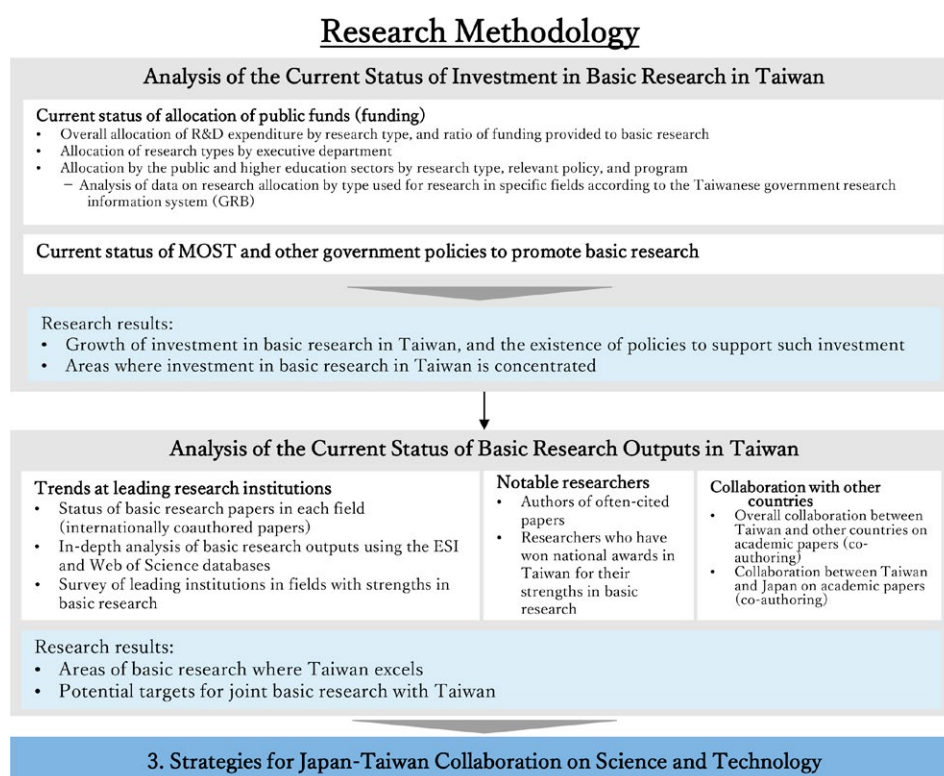 Research Methodology
Analysis of the Current Status of Investment in Basic Research in Taiwan
Current status of allocation of public funds (funding)
• Overall allocation of R&D expenditure by research type, and ratio of funding provided to basic research
• Allocation of research types by executive department
• Allocation by the public and higher education sectors by research type, relevant policy, and program
– Analysis of data on research allocation by type used for research in specific fields according to the Taiwanese government research
information system (GRB)
Current status of MOST and other government policies to promote basic research
Research results:
• Growth of investment in basic research in Taiwan, and the existence of policies to support such investment
• Areas where investment in basic research in Taiwan is concentrated
Analysis of the Current Status of Basic Research Outputs in Taiwan
Trends at leading research institutions
• Status of basic research papers in each field
(internationally coauthored papers)
• In-depth analysis of basic research outputs using the ESI
and Web of Science databases
• Survey of leading institutions in fields with strengths in
basic research
Notable researchers
• Authors of often-cited
papers
• Researchers who have
won national awards in
Taiwan for their
strengths in basic
research
Collaboration with other
countries
• Overall collaboration between
Taiwan and other countries on
academic papers (co-
authoring)
• Collaboration between Taiwan
and Japan on academic papers
(co-authoring)
Research results:
• Areas of basic research where Taiwan excels
• Potential targets for joint basic research with Taiwan
3. Strategies for Japan-Taiwan Collaboration on Science and Technology